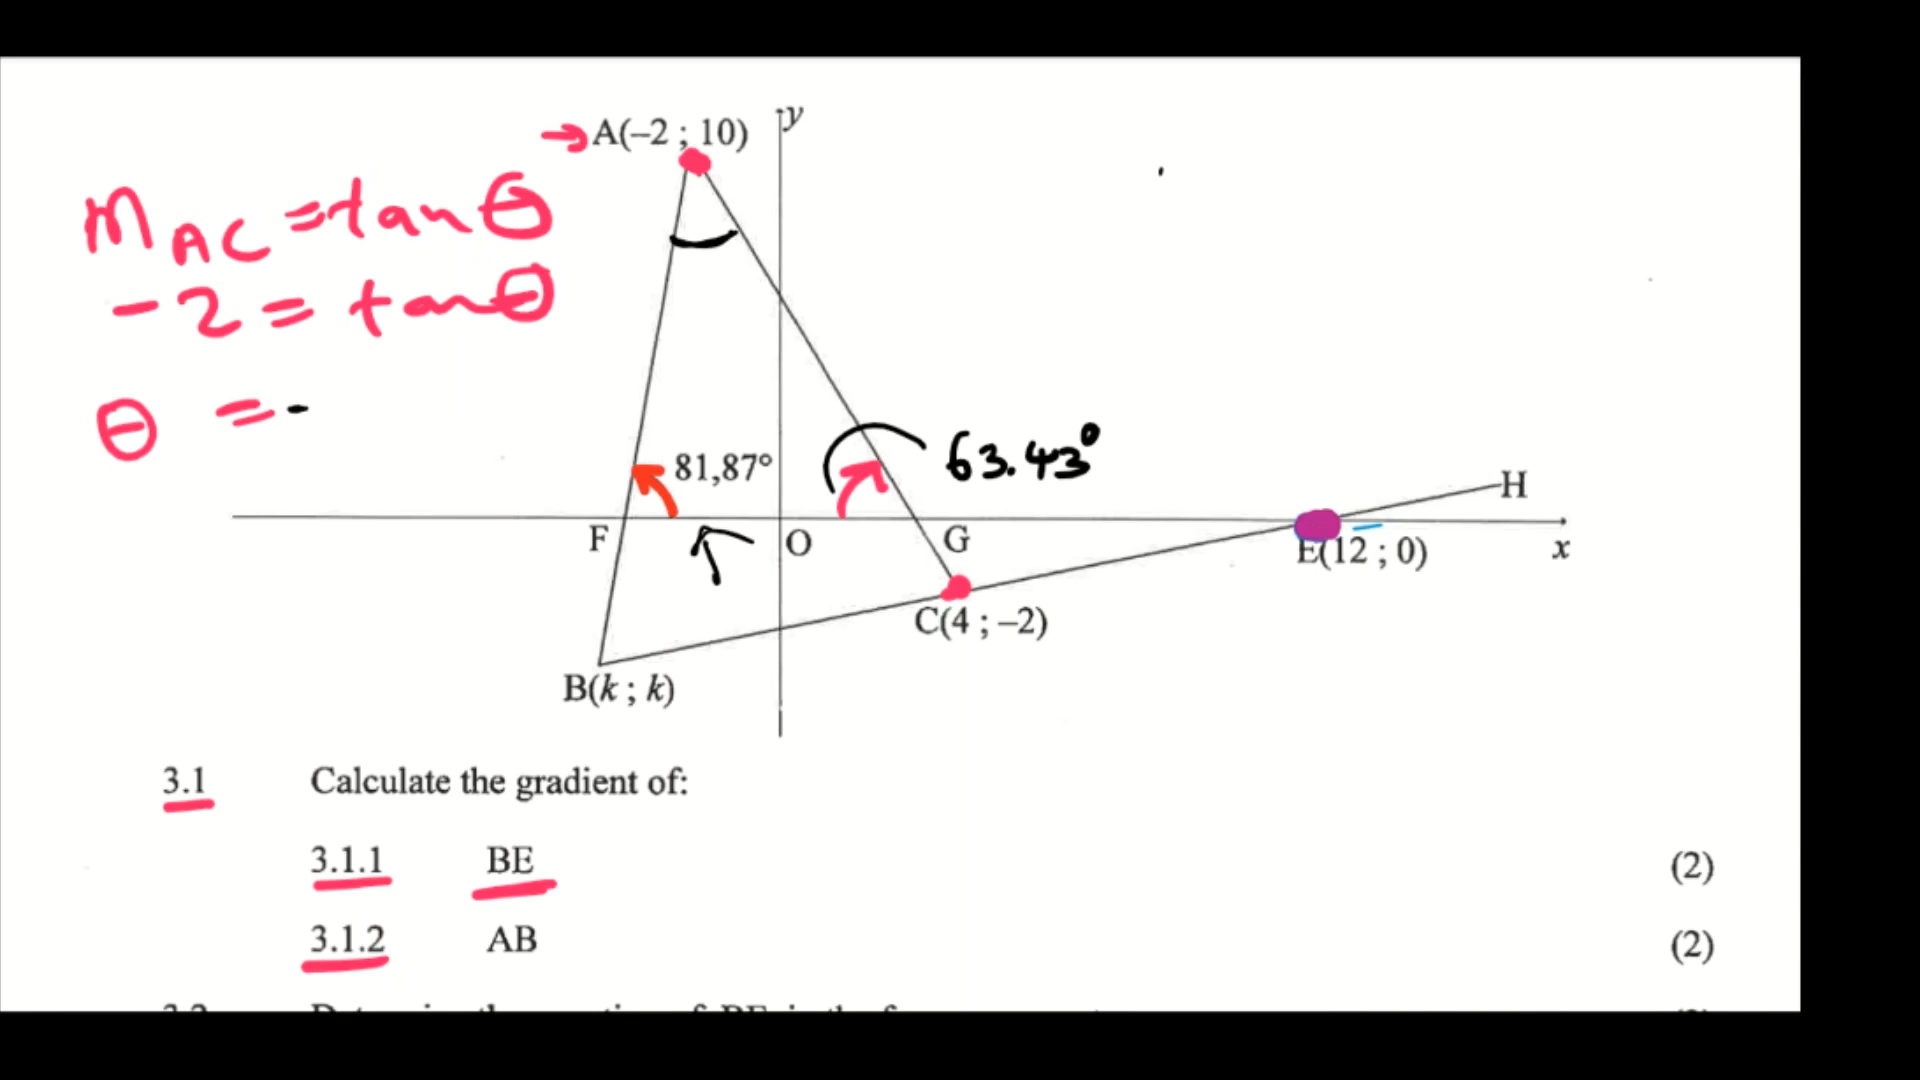 y
A(–2 ; 10)
m AC = tan θ
-2 = tan θ
θ = -
81,87°
63.43°
H
F
O
G
E(12 ; 0)
x
C(4 ; –2)
B(k ; k)
3.1 Calculate the gradient of:
3.1.1 BE (2)
3.1.2 AB (2)